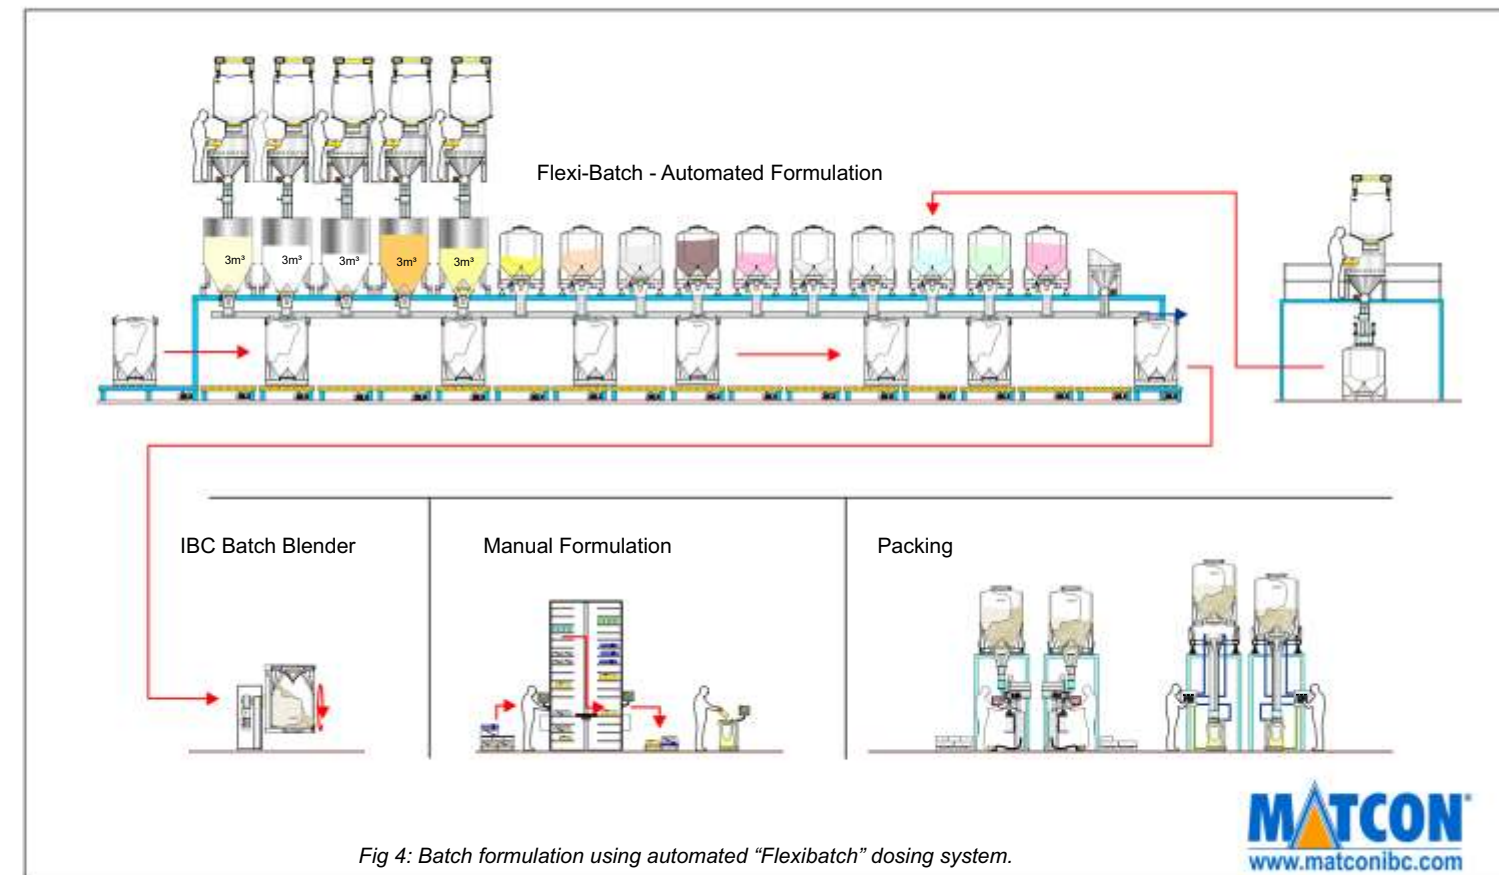 Flexi-Batch - Automated Formulation
3m³ 3m³ 3m³ 3m³ 3m³
IBC Batch Blender
Manual Formulation
Packing
MATCON®
www.matconibc.com
Fig 4: Batch formulation using automated “Flexibatch” dosing system.